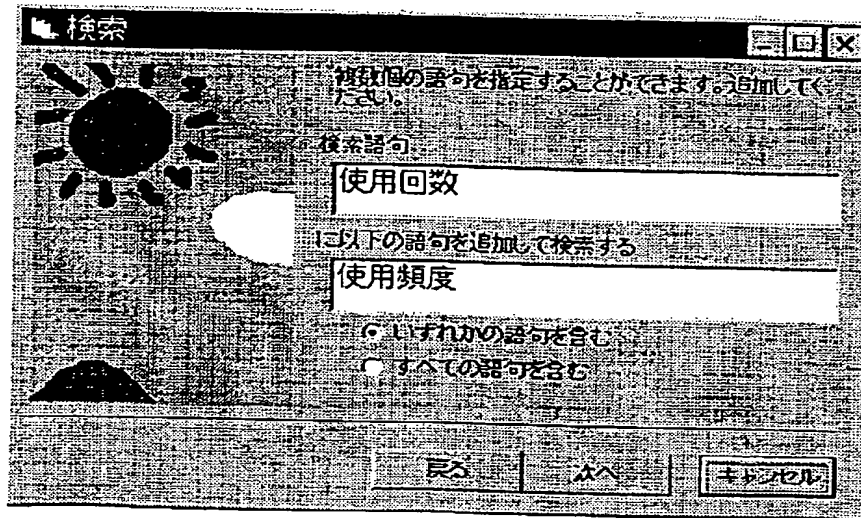 検索
複数個の語句を指定することができます。追加してく
ださい。
検索語句
使用回数
に以下の語句を追加して検索する
使用頻度
いずれかの語句を含む
すべての語句を含む
戻る
次へ
キャンセル